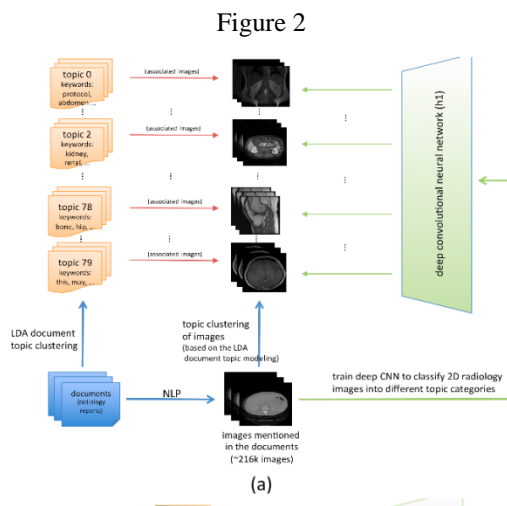 Figure 2
topic 0
keywords:
protocol,
abdomen, ...
(associated images)
topic 2
keywords:
kidney,
renal, ...
(associated images)
topic 78
keywords:
bone, hip, ...
(associated images)
topic 79
keywords:
this, may, ...
(associated images)
deep convolutional neural network (h1)
LDA document
topic clustering
topic clustering
of images
(based on the LDA
document topic modeling)
documents
(radiology
reports)
NLP
train deep CNN to classify 2D radiology
images into different topic categories
images mentioned
in the documents
(~216k images)
(a)